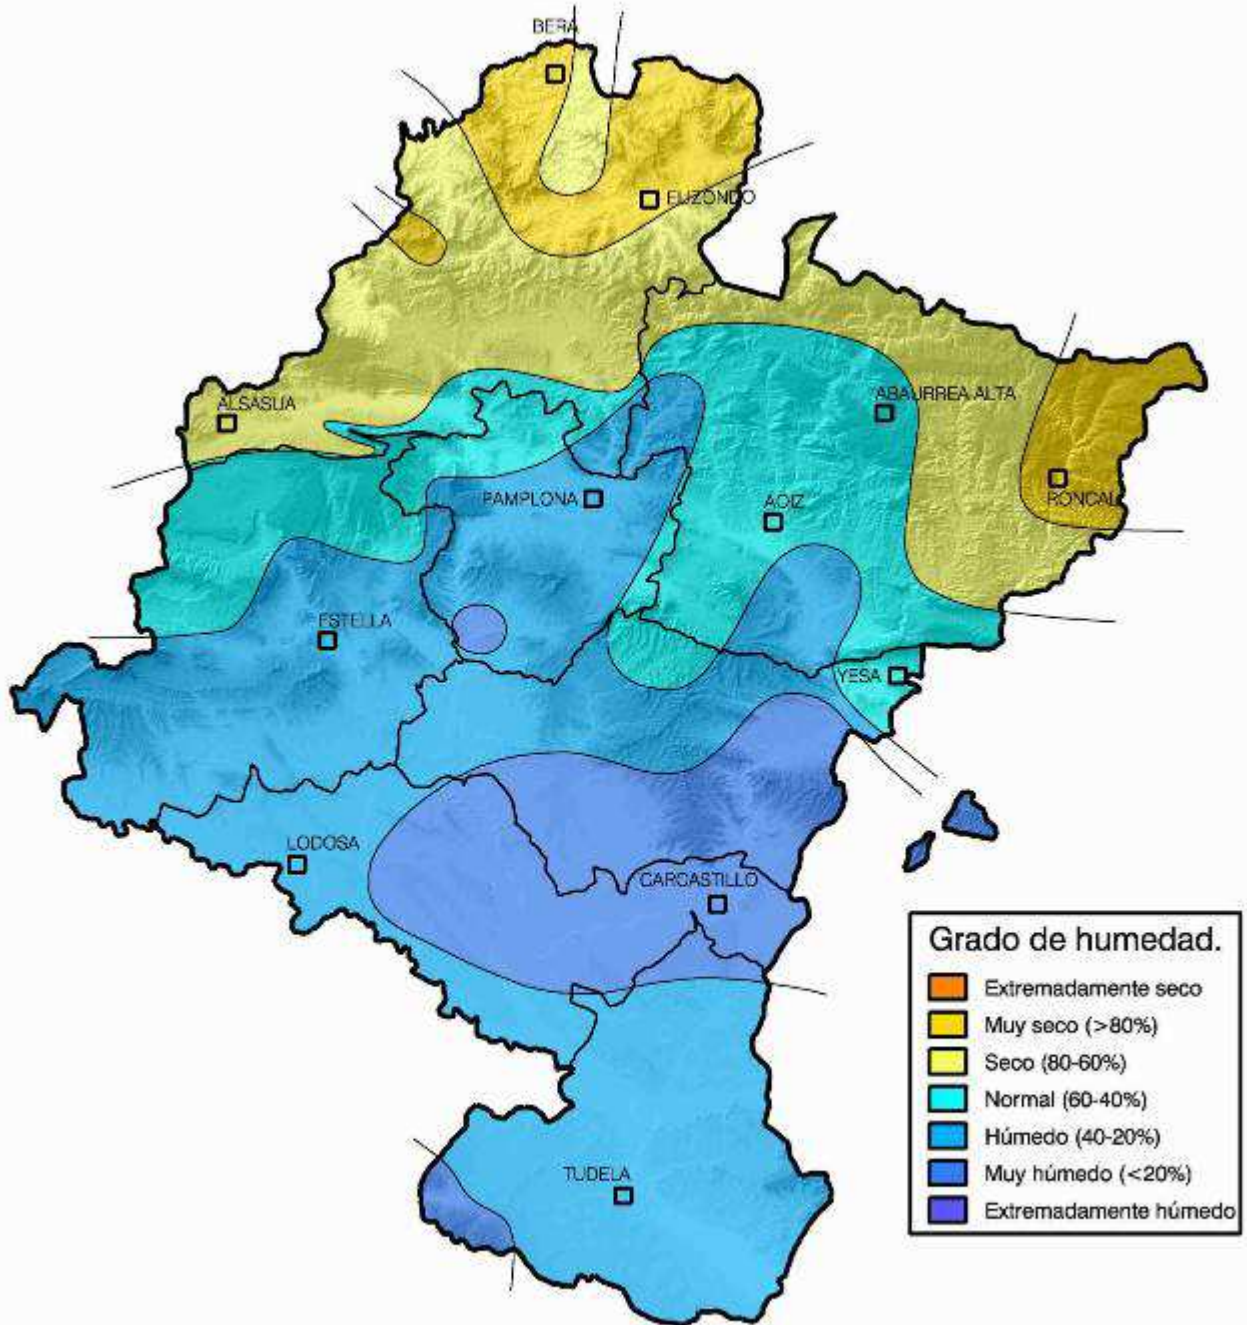 BERA
ELIZONDO
ALSASUA
ABAURREA ALTA
PAMPLONA
AOIZ
RONCAL
ESTELLA
YESA
LODOSA
CARCASTILLO
TUDELA
Grado de humedad.
Extremadamente seco
Muy seco (>80%)
Seco (80-60%)
Normal (60-40%)
Húmedo (40-20%)
Muy húmedo (<20%)
Extremadamente húmedo